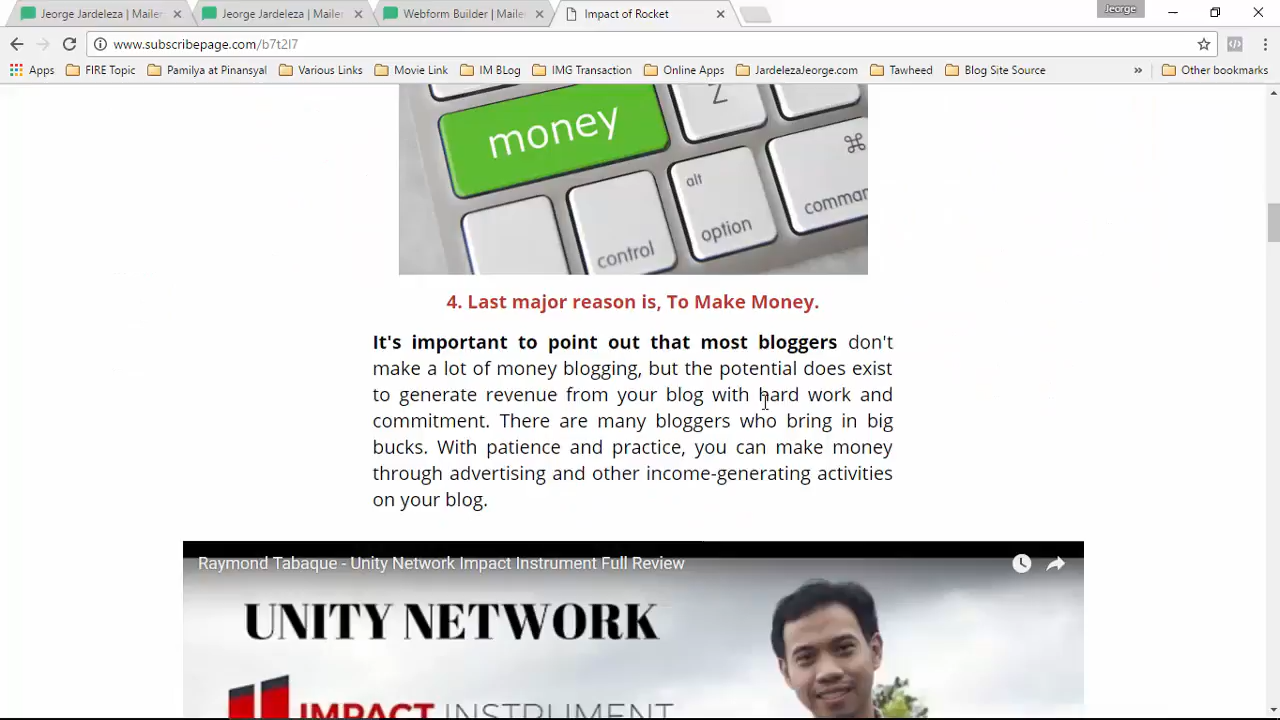 Jeorge Jardeleza | Maile
Jeorge Jardeleza | Maile
Webform Builder | Maile
Impact of Rocket
Jeorge
www.subscribepage.com/b7t2l7
Apps FIRE Topic Pamilya at Pinansyal Various Links Movie Link IM BLog IMG Transaction Online Apps JardelezaJeorge.com Tawheed Blog Site Source » Other bookmarks
money
Z
⌘
alt
option
comman
control
4. Last major reason is, To Make Money.
It's important to point out that most bloggers don't
make a lot of money blogging, but the potential does exist
to generate revenue from your blog with hard work and
commitment. There are many bloggers who bring in big
bucks. With patience and practice, you can make money
through advertising and other income-generating activities
on your blog.
Raymond Tabaque - Unity Network Impact Instrument Full Review
UNITY NETWORK
IMPACT INSTRUMENT